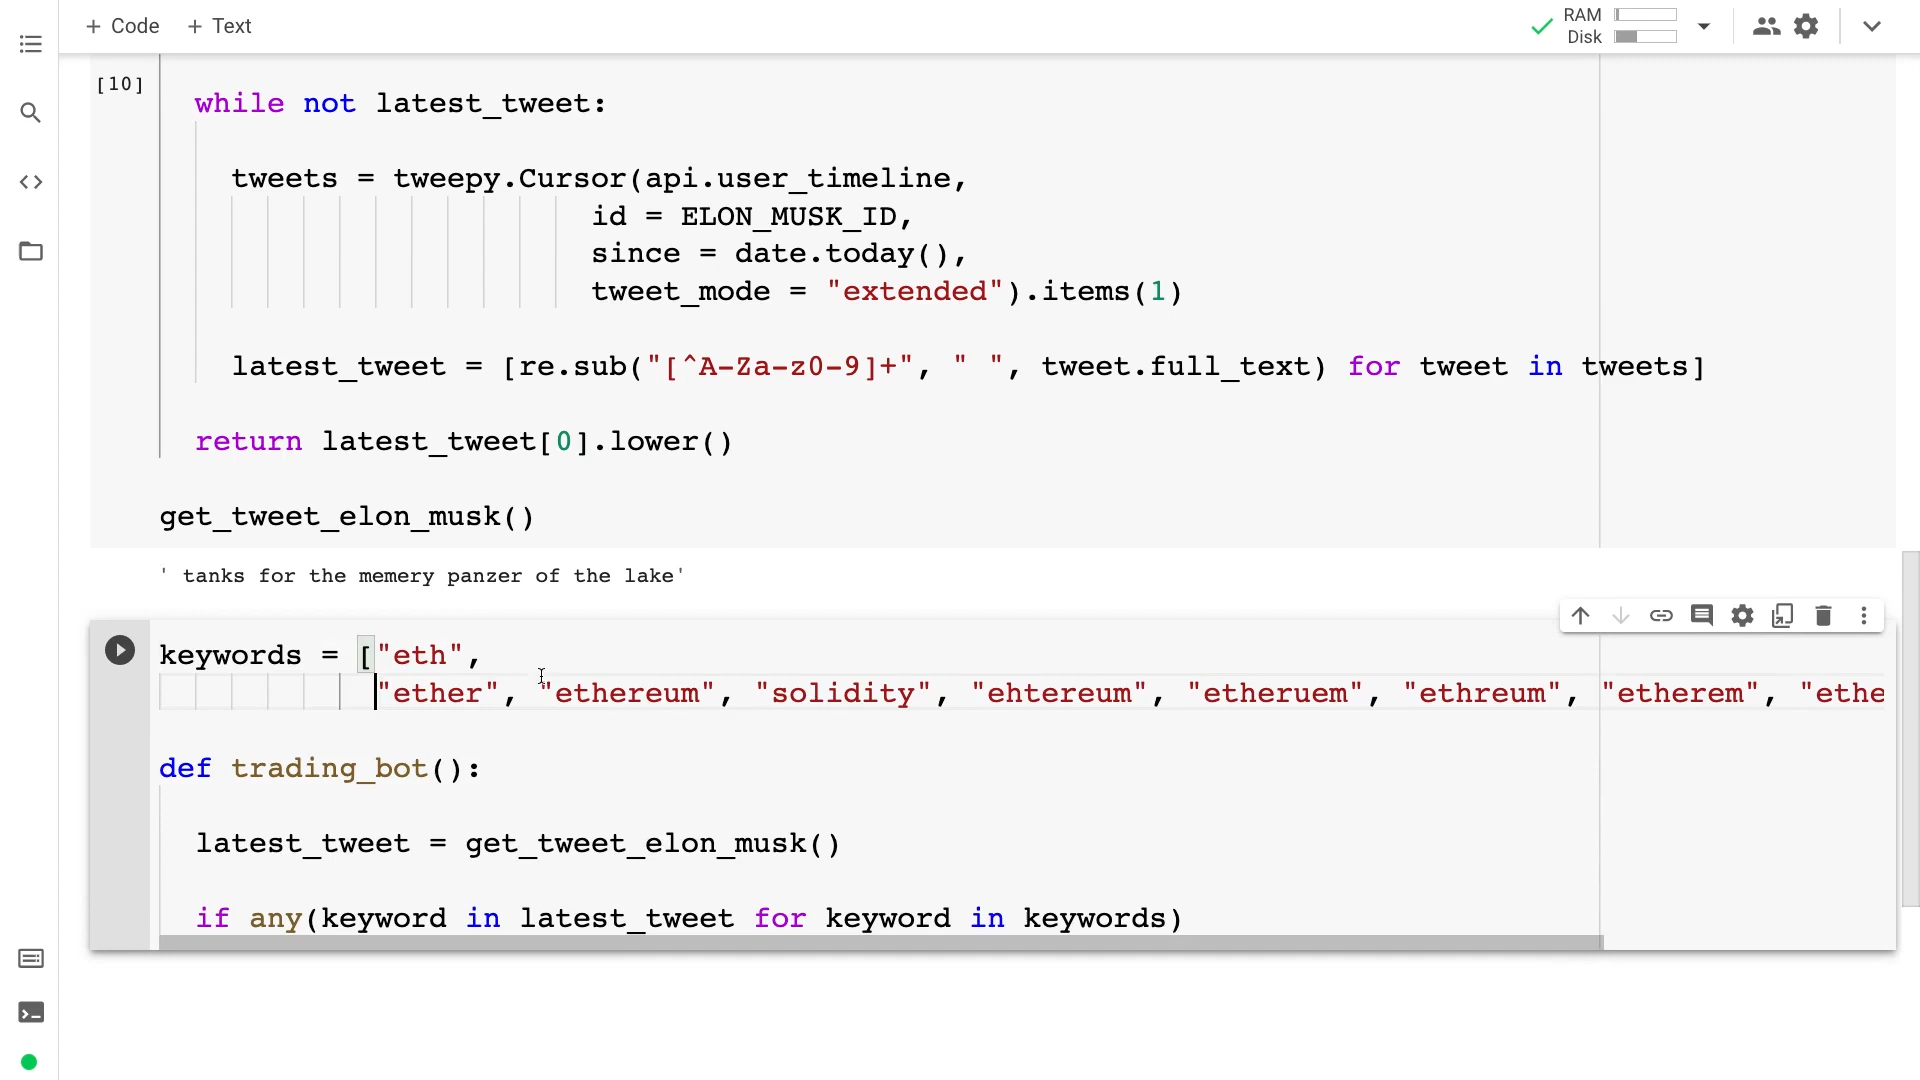 + Code + Text
RAM
Disk
[10]
while not latest_tweet:
tweets = tweepy.Cursor(api.user_timeline,
id = ELON_MUSK_ID,
since = date.today(),
tweet_mode = "extended").items(1)
latest_tweet = [re.sub("[^A-Za-z0-9]+", " ", tweet.full_text) for tweet in tweets]
return latest_tweet[0].lower()
get_tweet_elon_musk()
' tanks for the memery panzer of the lake'
keywords = ["eth",
"ether", "ethereum", "solidity", "ehtereum", "etheruem", "ethreum", "etherem", "ethe
def trading_bot():
latest_tweet = get_tweet_elon_musk()
if any(keyword in latest_tweet for keyword in keywords)